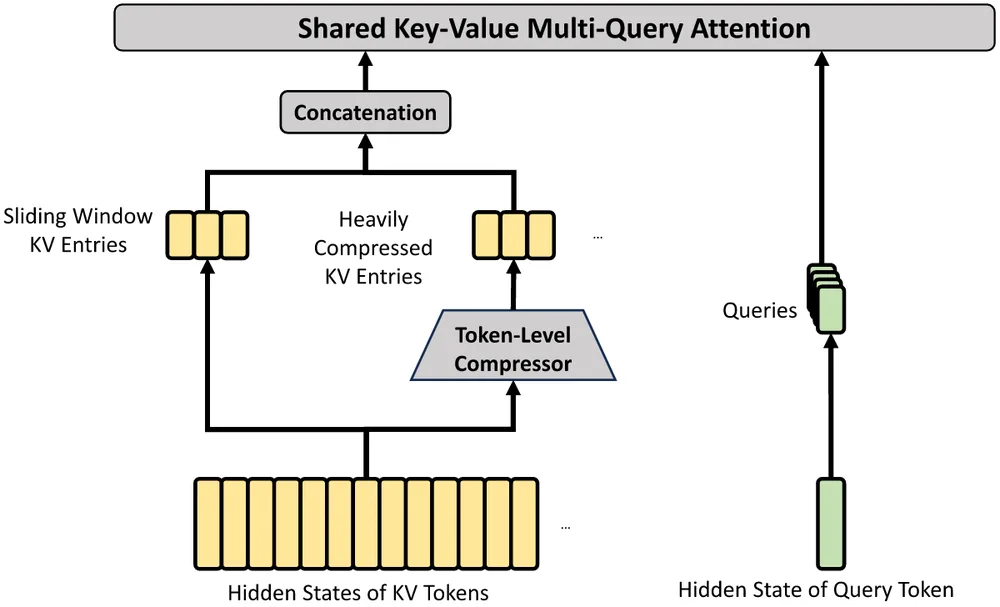 Shared Key-Value Multi-Query Attention
Concatenation
Sliding Window
KV Entries
Heavily
Compressed
KV Entries
...
Token-Level
Compressor
Queries
...
Hidden States of KV Tokens
Hidden State of Query Token